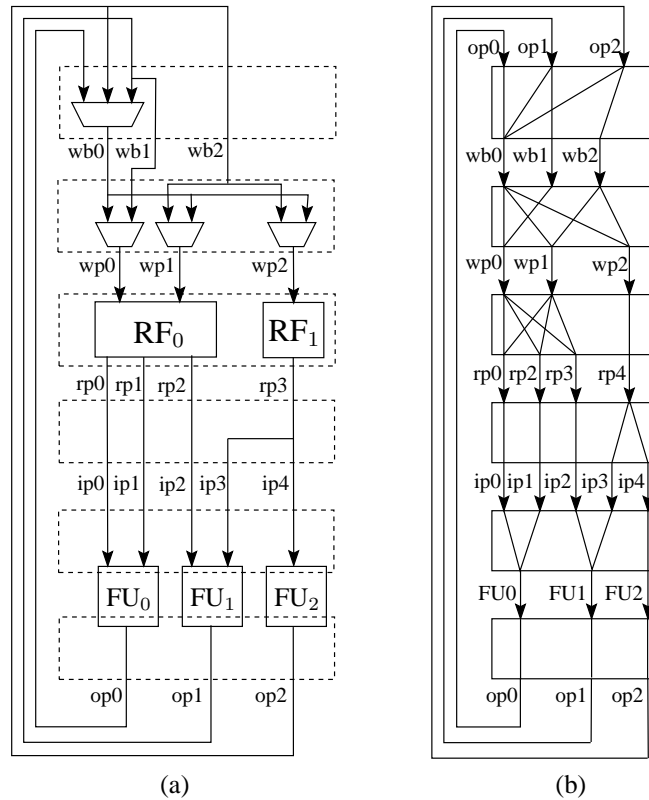 op0 op1 op2
wb0 wb1 wb2
wb0 wb1 wb2
wp0 wp1 wp2
wp0 wp1 wp2
RF0 RF1
rp0 rp1 rp2 rp3
rp0 rp2 rp3 rp4
ip0 ip1 ip2 ip3 ip4
ip0 ip1 ip2 ip3 ip4
FU0 FU1 FU2
FU0 FU1 FU2
op0 op1 op2
op0 op1 op2
(a) (b)